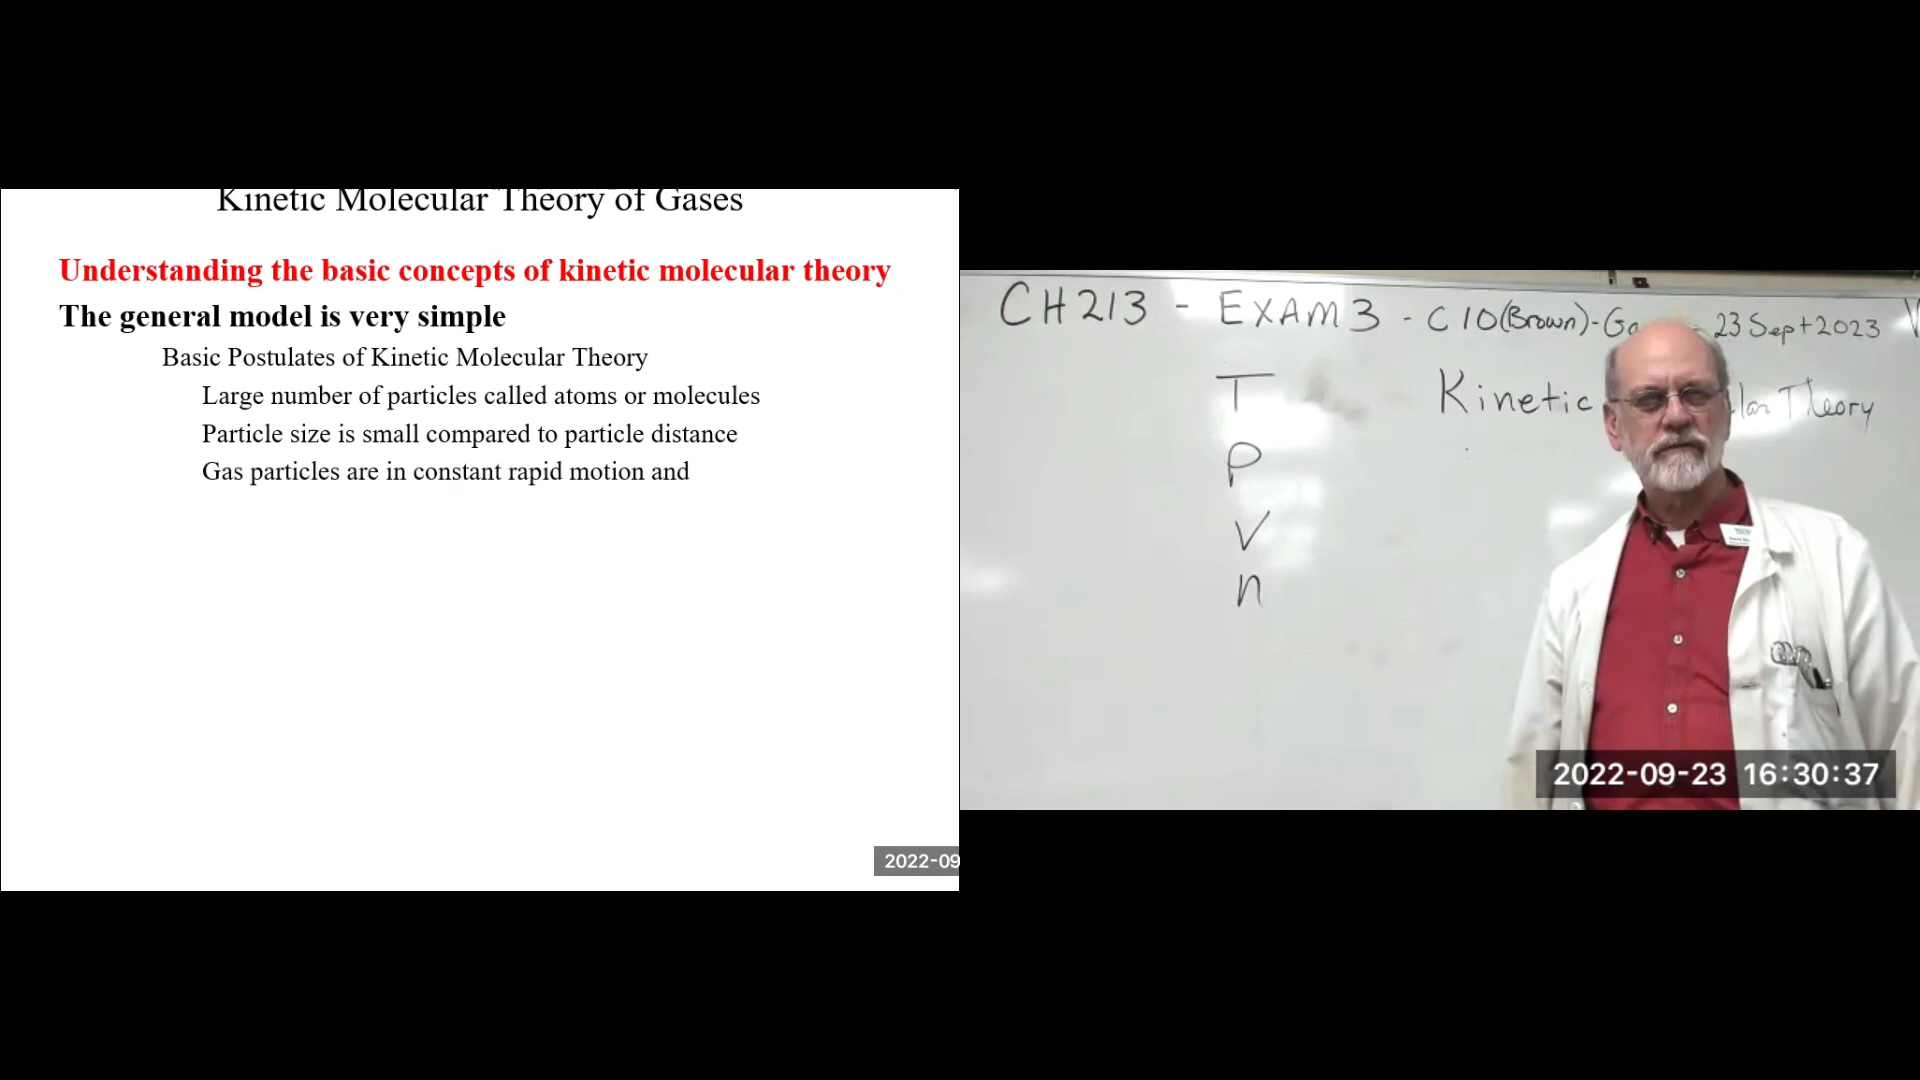 Kinetic Molecular Theory of Gases
Understanding the basic concepts of kinetic molecular theory
The general model is very simple
Basic Postulates of Kinetic Molecular Theory
Large number of particles called atoms or molecules
Particle size is small compared to particle distance
Gas particles are in constant rapid motion and
2022-09
CH213 - EXAM 3 - C10(Brown)-Ga 23 Sept 2023
T
P
V
n
Kinetic lar Theory
2022-09-23 16:30:37